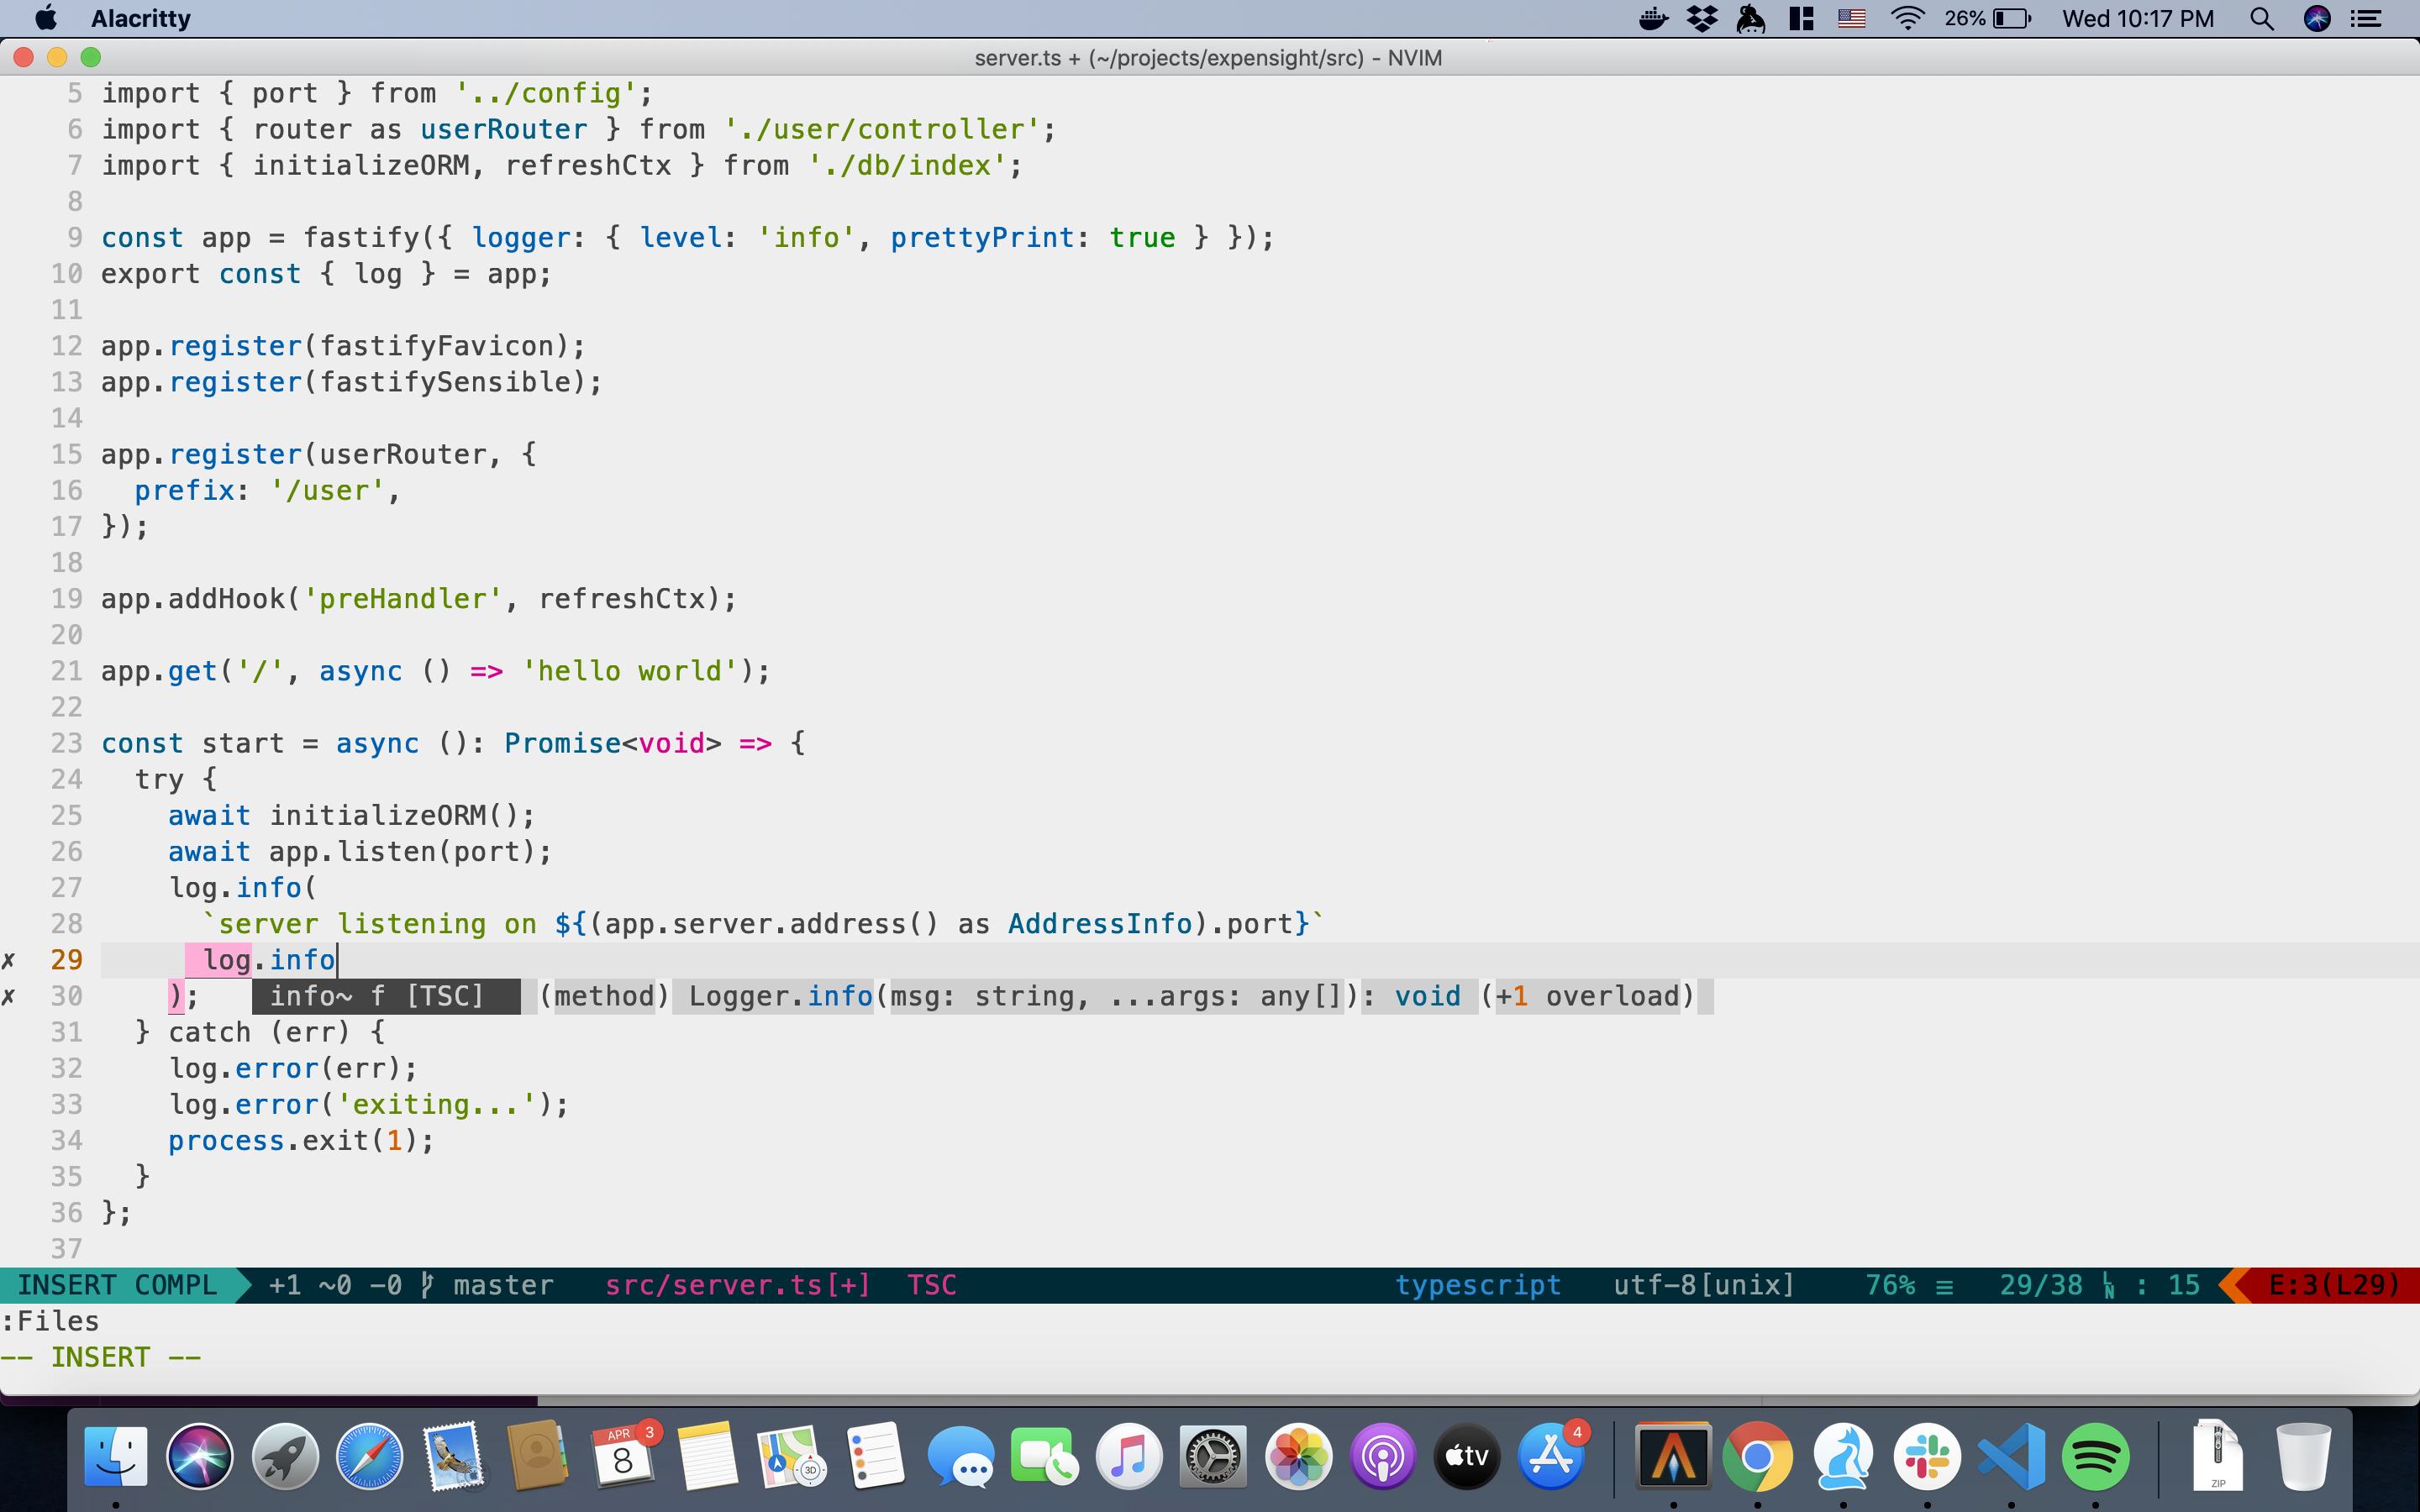 Alacritty 26% Wed 10:17 PM
server.ts + (~/projects/expensight/src) - NVIM
5 import { port } from '../config';
6 import { router as userRouter } from './user/controller';
7 import { initializeORM, refreshCtx } from './db/index';
8
9 const app = fastify({ logger: { level: 'info', prettyPrint: true } });
10 export const { log } = app;
11
12 app.register(fastifyFavicon);
13 app.register(fastifySensible);
14
15 app.register(userRouter, {
16   prefix: '/user',
17 });
18
19 app.addHook('preHandler', refreshCtx);
20
21 app.get('/', async () => 'hello world');
22
23 const start = async (): Promise<void> => {
24   try {
25     await initializeORM();
26     await app.listen(port);
27     log.info(
28       `server listening on ${(app.server.address() as AddressInfo).port}`
✗ 29       log.info
✗ 30     ); info~ f [TSC] (method) Logger.info(msg: string, ...args: any[]): void (+1 overload)
31   } catch (err) {
32     log.error(err);
33     log.error('exiting...');
34     process.exit(1);
35   }
36 };
37
INSERT COMPL +1 ~0 -0 master src/server.ts[+] TSC typescript utf-8[unix] 76% ≡ 29/38 : 15 E:3(L29)
:Files
-- INSERT --
APR 3
8
3D
tv
4
ZIP